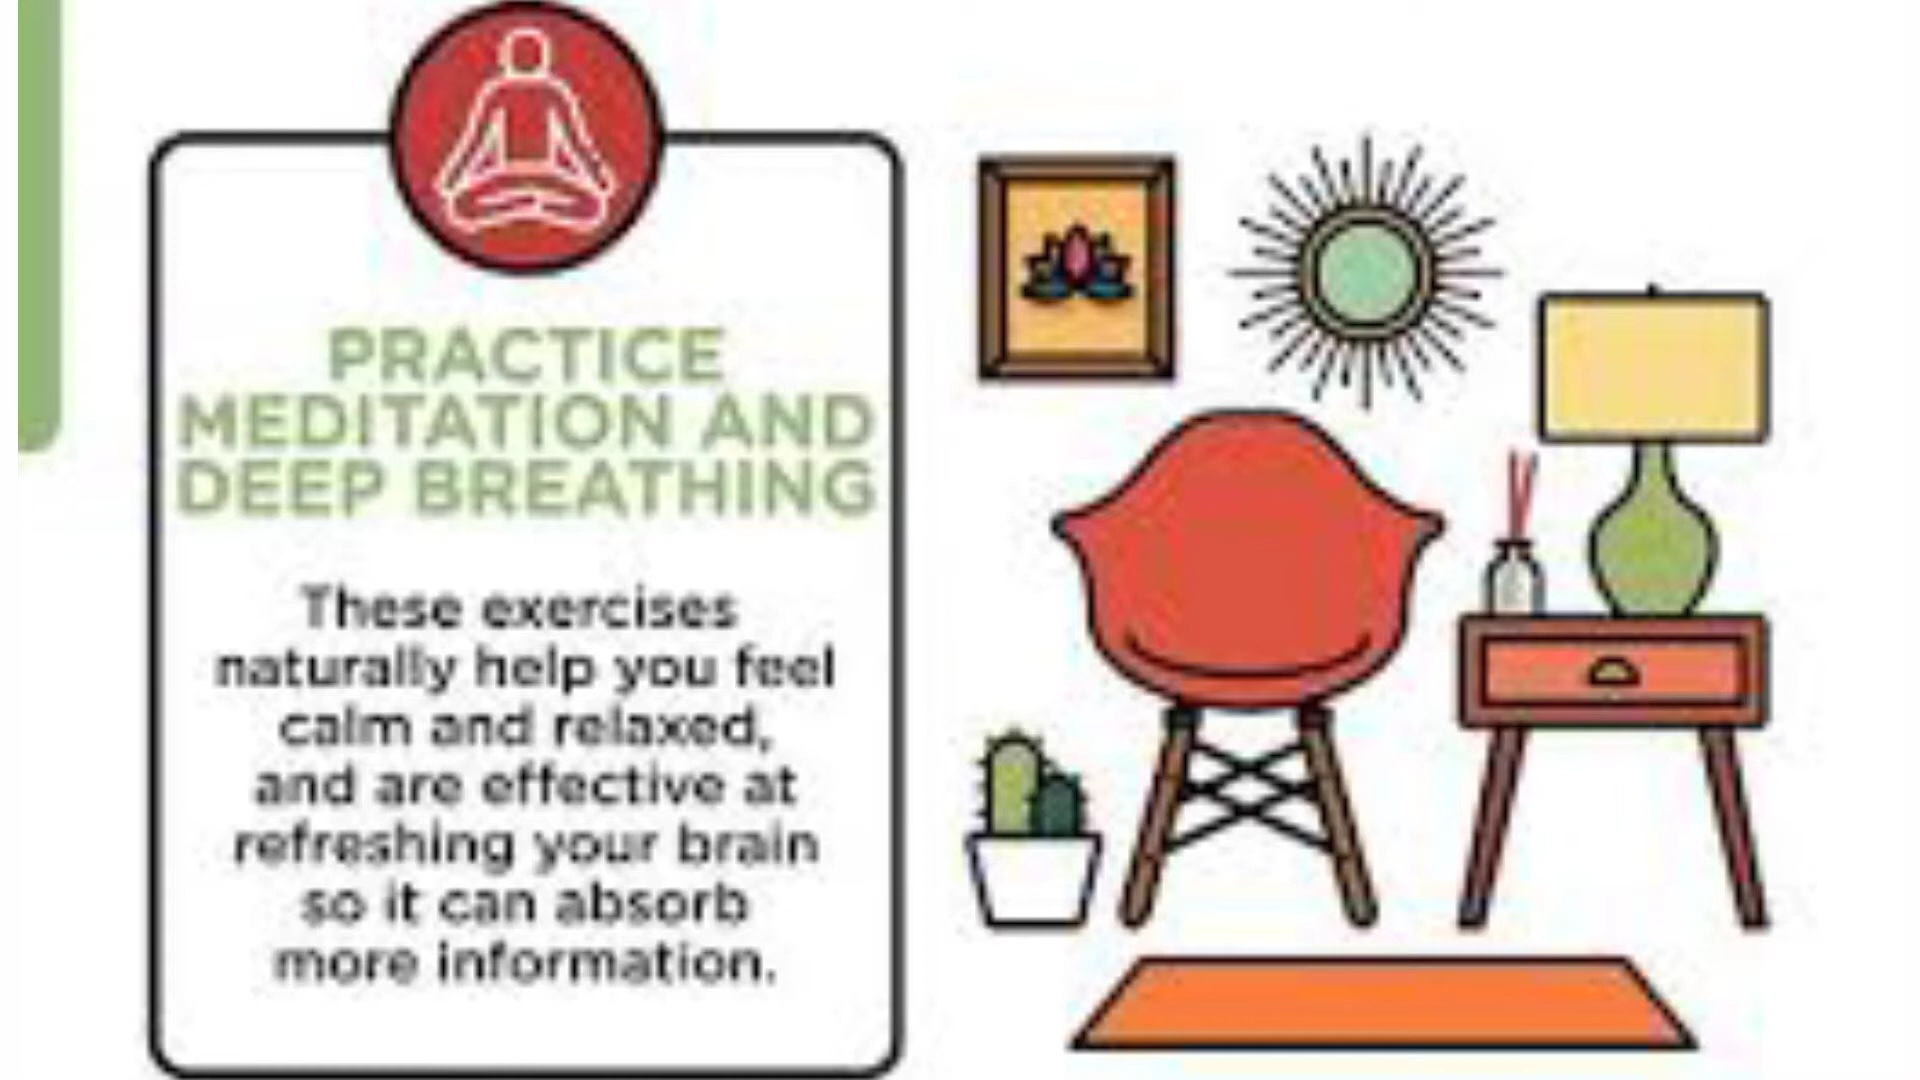 PRACTICE
MEDITATION AND
DEEP BREATHING
These exercises
naturally help you feel
calm and relaxed,
and are effective at
refreshing your brain
so it can absorb
more information.